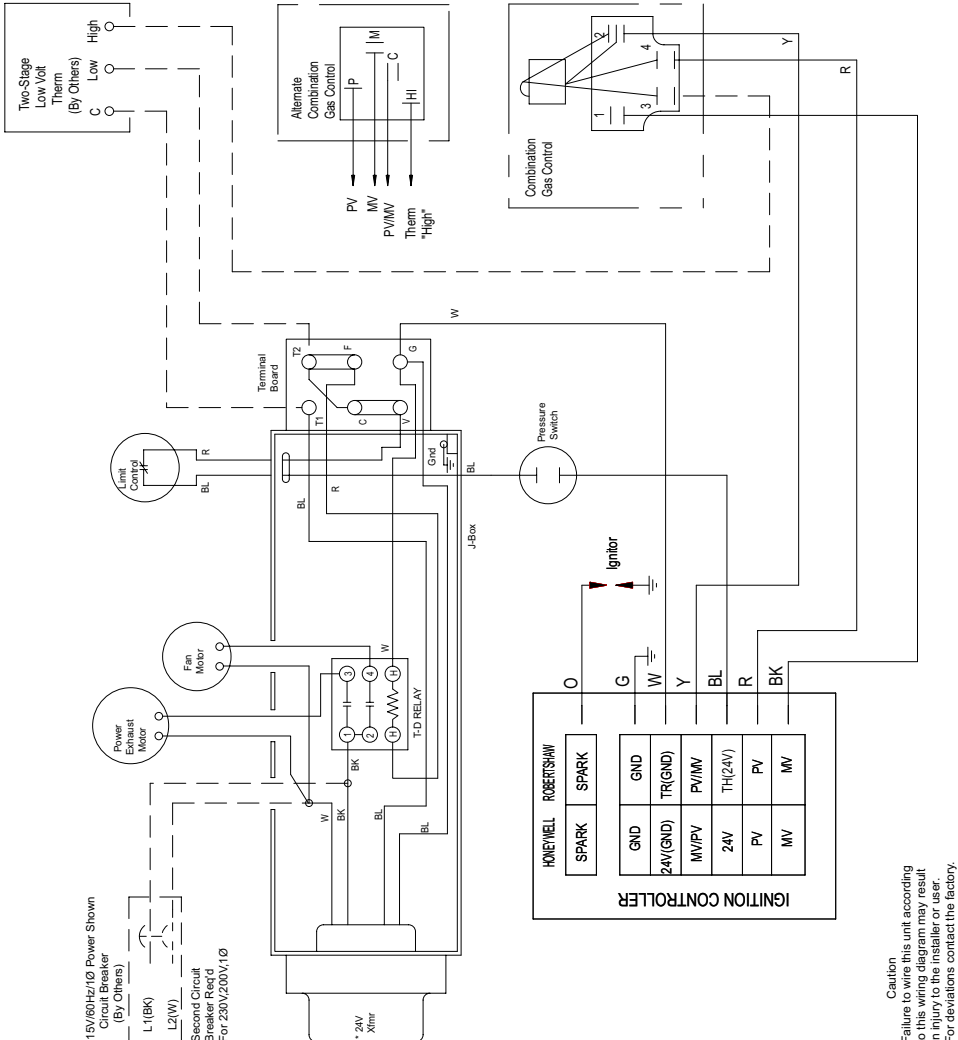 Two-Stage
Low Volt
Therm
(By Others)
High
Low
C
Alternate
Combination
Gas Control
P
M
C
HI
PV
MV
PV/MV
Therm
"High"
Combination
Gas Control
2
4
1
3
Y
R
Terminal
Board
T2
F
G
T1
C
V
W
Limit
Control
R
BL
Gnd
BL
BL
R
J-Box
Pressure
Switch
Ignitor
Fan
Motor
Power
Exhaust
Motor
3
4
H
1
2
H
W
T-D RELAY
BK
W
BK
BL
BL
15V/60Hz/1Ø Power Shown
Circuit Breaker
(By Others)
L1(BK)
L2(W)
Second Circuit
Breaker Req'd
For 230V,200V,1Ø
* 24V
Xfmr
O
G
W
Y
BL
R
BK
HONEYWELL ROBERTSHAW
SPARK SPARK
GND GND
24V(GND) TR(GND)
MV/PV PV/MV
24V TH(24V)
PV PV
MV MV
IGNITION CONTROLLER
Caution
Failure to wire this unit according
to this wiring diagram may result
in injury to the installer or user.
For deviations contact the factory.